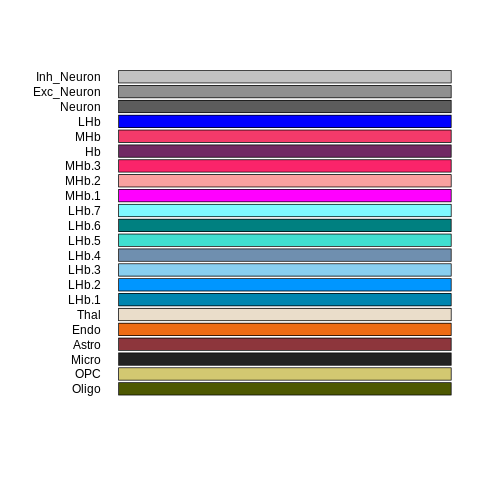 Inh_Neuron
Exc_Neuron
Neuron
LHb
MHb
Hb
MHb.3
MHb.2
MHb.1
LHb.7
LHb.6
LHb.5
LHb.4
LHb.3
LHb.2
LHb.1
Thal
Endo
Astro
Micro
OPC
Oligo